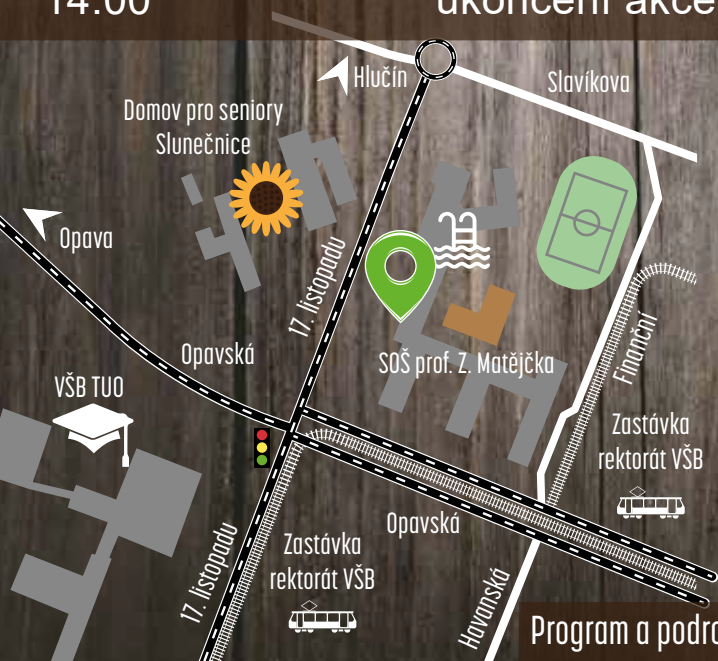 14:00
ukončení akce
Hlučín
Slavíkova
Domov pro seniory
Slunečnice
Opava
17. listopadu
Opavská
SOŠ prof. Z. Matějčka
Finanční
VŠB TUO
Zastávka
rektorát VŠB
Opavská
17. listopadu
Zastávka
rektorát VŠB
Havanská
Program a podro